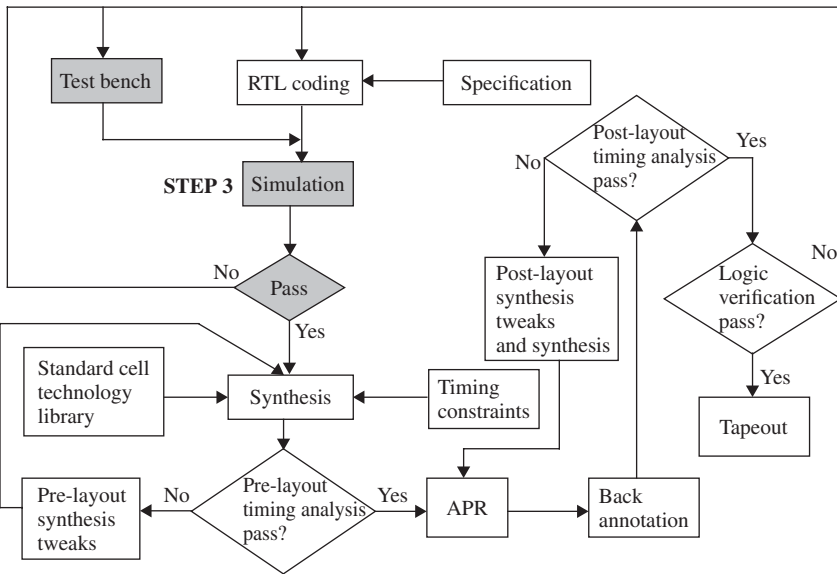 Test bench
RTL coding
Specification
STEP 3
Simulation
No
Pass
Yes
Post-layout
timing analysis
pass?
No
Yes
Post-layout
synthesis
tweaks
and synthesis
Logic
verification
pass?
No
Yes
Tapeout
Standard cell
technology
library
Synthesis
Timing
constraints
Pre-layout
synthesis
tweaks
No
Pre-layout
timing analysis
pass?
Yes
APR
Back
annotation